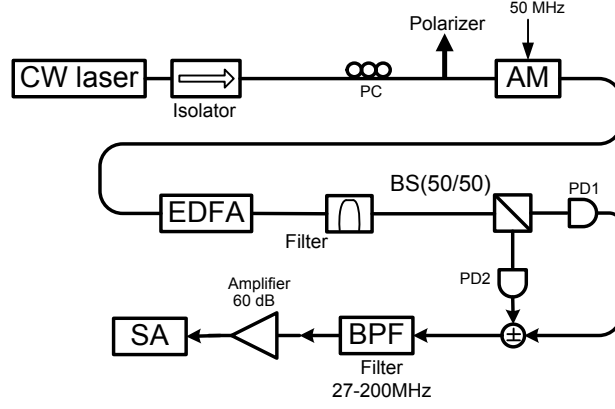 50 MHz
Polarizer
CW laser
Isolator
PC
AM
EDFA
Filter
BS(50/50)
PD1
PD2
Amplifier
60 dB
SA
BPF
±
Filter
27-200MHz